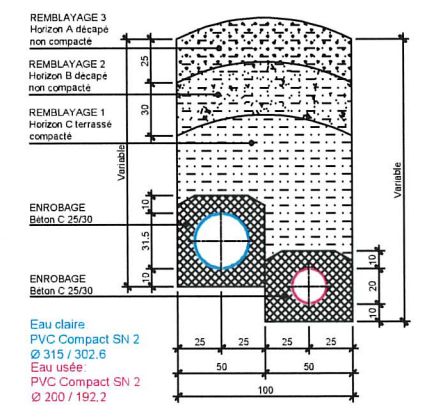 REMBLAYAGE 3
Horizon A décapé
non compacté
REMBLAYAGE 2
Horizon B décapé
non compacté
REMBLAYAGE 1
Horizon C terrassé
compacté
25
30
Variable
Variable
ENROBAGE
Béton C 25/30
10
31.5
10
ENROBAGE
Béton C 25/30
10
20
10
Eau claire
PVC Compact SN 2
Ø 315 / 302.6
Eau usée:
PVC Compact SN 2
Ø 200 / 192,2
25
25
25
25
50
50
100